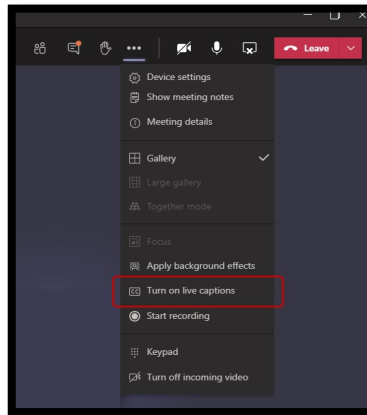 Leave
Device settings
Show meeting notes
Meeting details
Gallery
Large gallery
Together mode
Focus
Apply background effects
CC Turn on live captions
Start recording
Keypad
Turn off incoming video